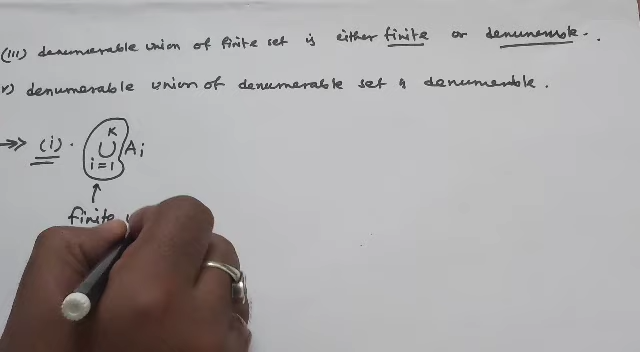 (iii) denumerable union of finite set is either finite or denumerable.
v) denumerable union of denumerable set is denumerable.
→→ (i). K
∪ Ai
i=1
↑
finite u